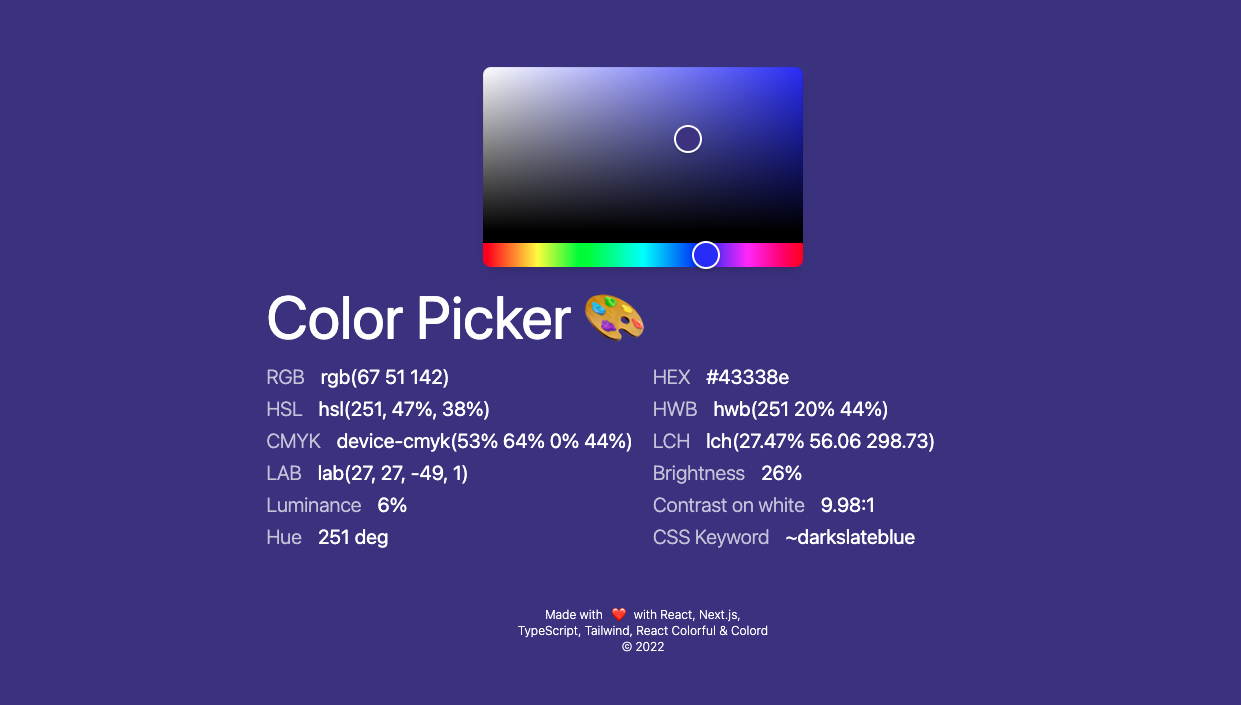 Color Picker 🎨
RGB rgb(67 51 142)
HEX #43338e
HSL hsl(251, 47%, 38%)
HWB hwb(251 20% 44%)
CMYK device-cmyk(53% 64% 0% 44%)
LCH lch(27.47% 56.06 298.73)
LAB lab(27, 27, -49, 1)
Brightness 26%
Luminance 6%
Contrast on white 9.98:1
Hue 251 deg
CSS Keyword ~darkslateblue
Made with ❤️ with React, Next.js,
TypeScript, Tailwind, React Colorful & Colord
© 2022